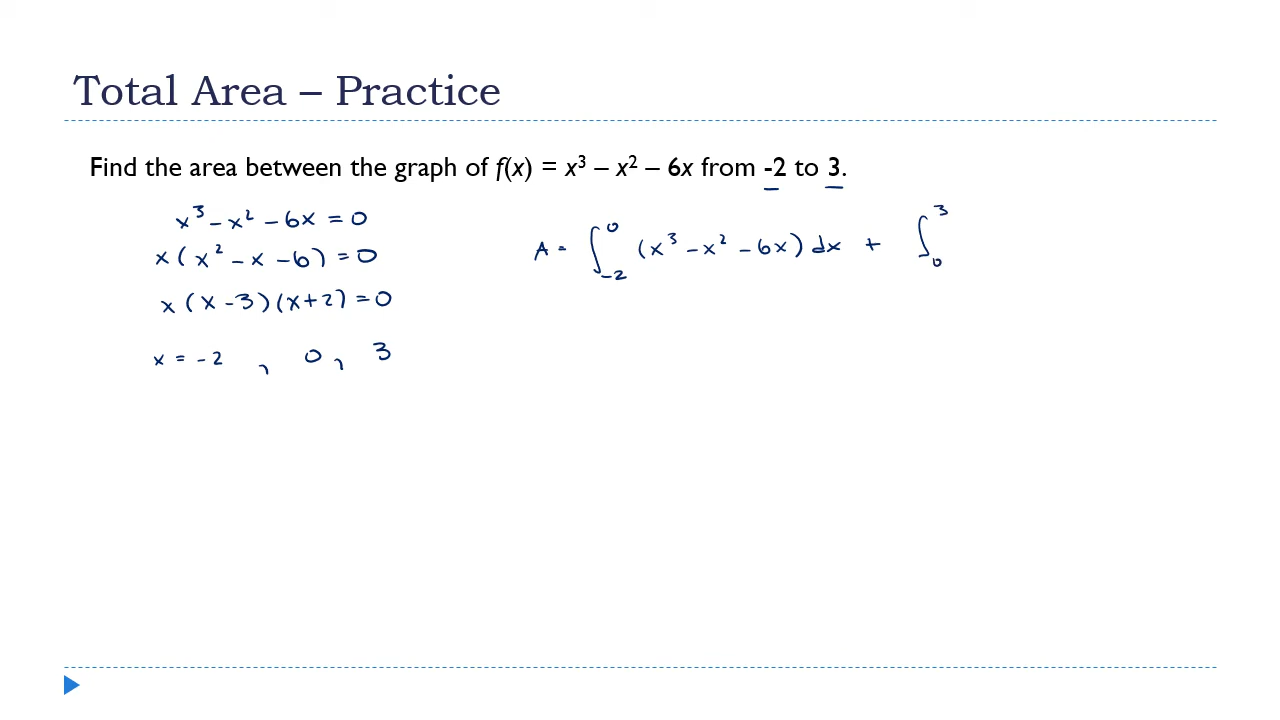 Total Area – Practice
Find the area between the graph of f(x) = x³ – x² – 6x from -2 to 3.
x³ – x² – 6x = 0
x(x² – x – 6) = 0
x(x – 3)(x + 2) = 0
x = -2 , 0 , 3
A = ∫₋₂⁰ (x³ – x² – 6x) dx + ∫₀³